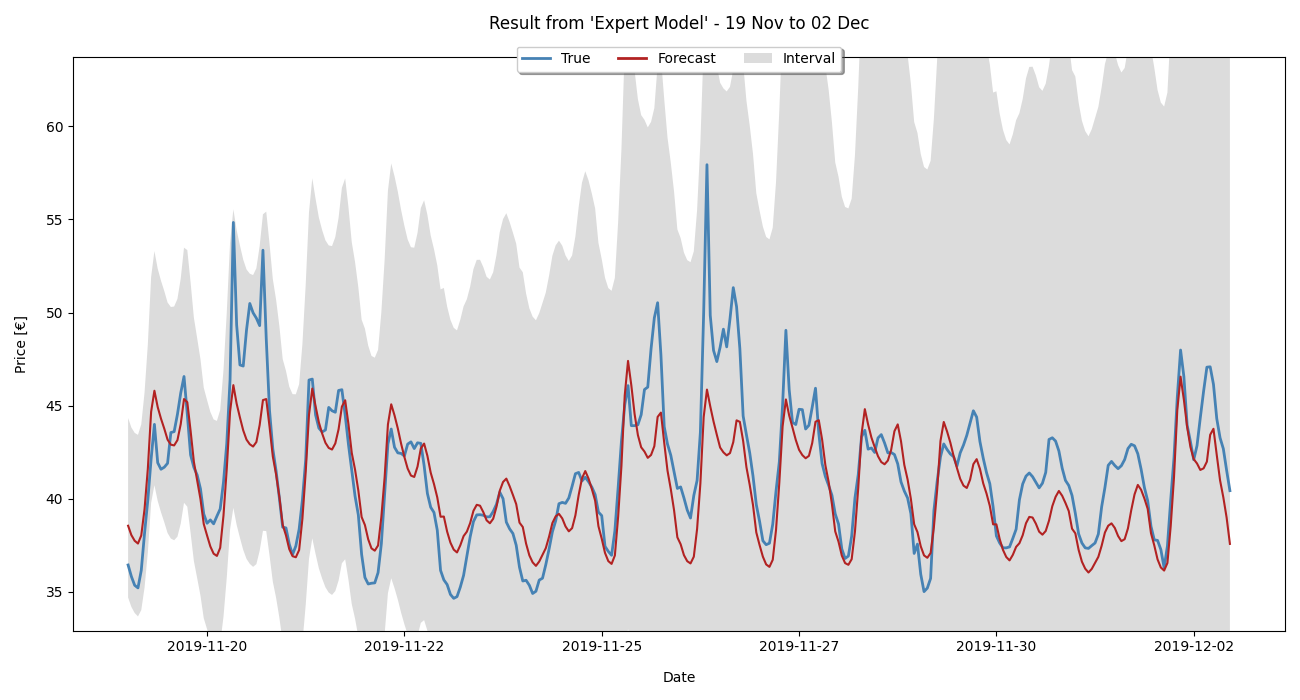 Result from 'Expert Model' - 19 Nov to 02 Dec
True Forecast Interval
60
55
50
45
40
35
Price [€]
2019-11-20 2019-11-22 2019-11-25 2019-11-27 2019-11-30 2019-12-02
Date